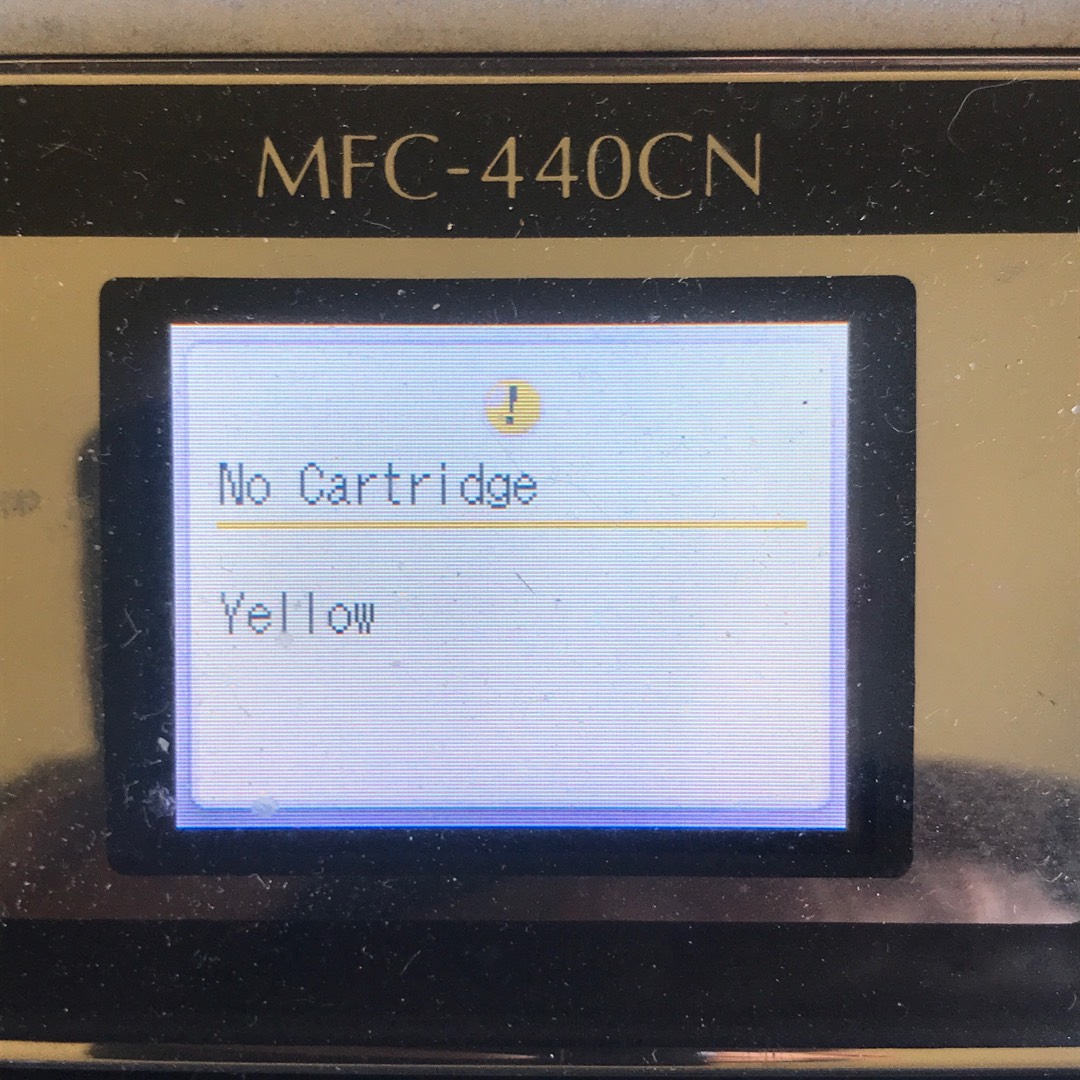 MFC-440CN
!
No Cartridge
Yellow